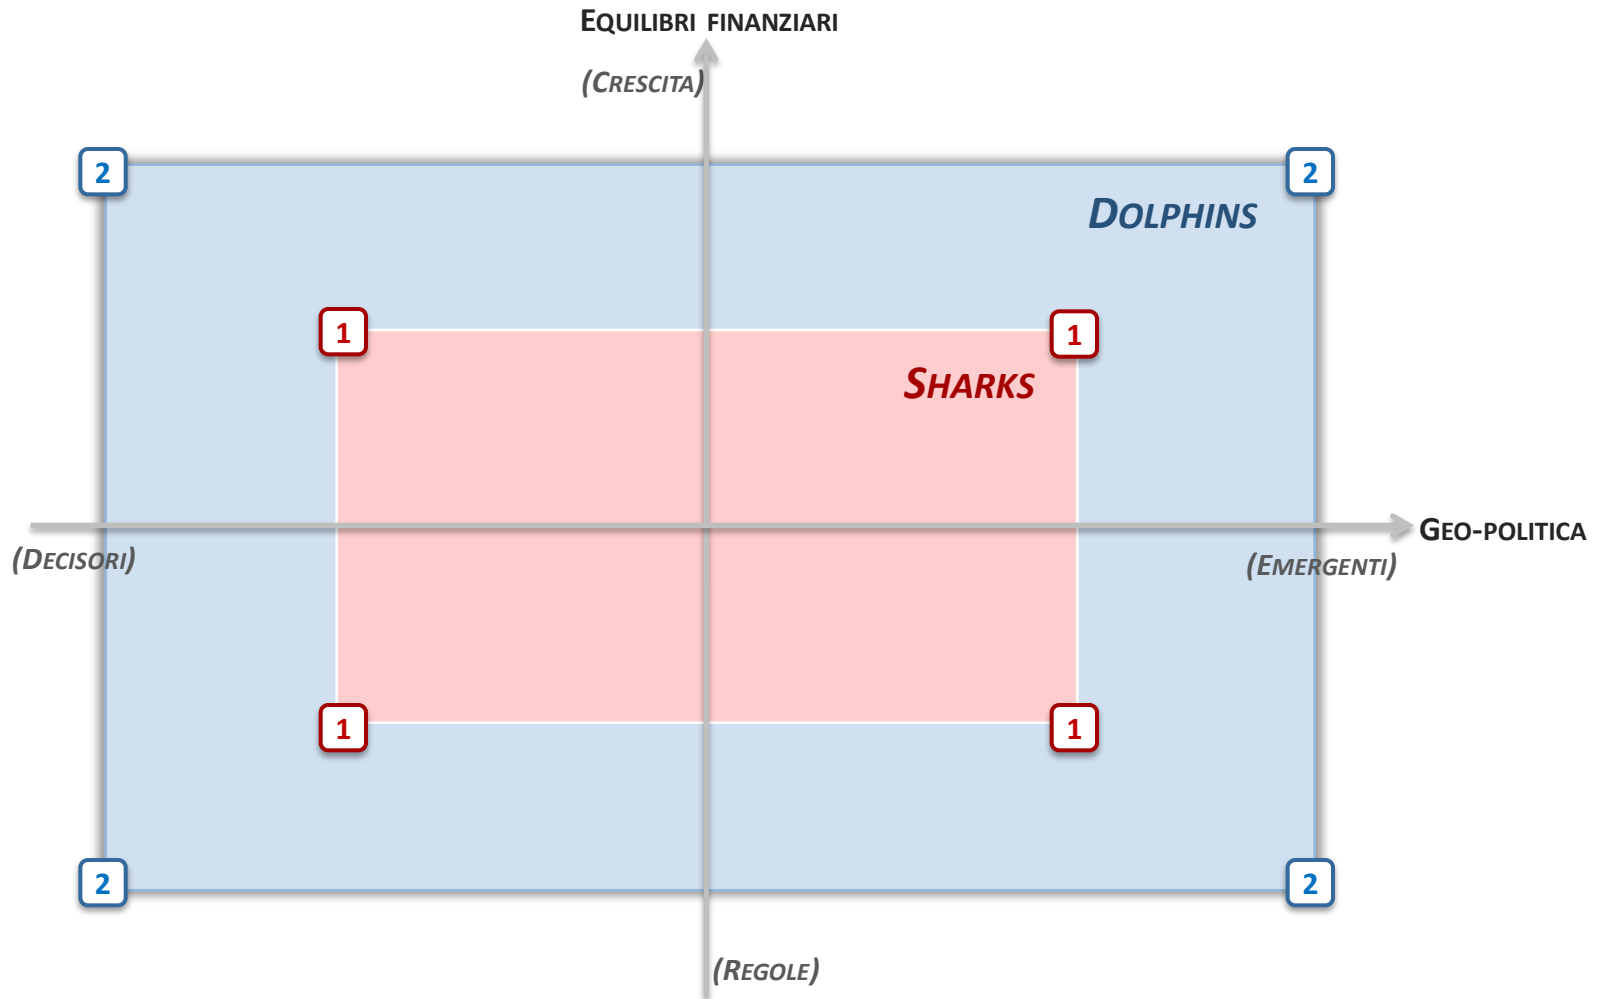 EQUILIBRI FINANZIARI
(CRESCITA)
2
2
DOLPHINS
1
1
SHARKS
GEO-POLITICA
(DECISORI)
(EMERGENTI)
1
1
2
2
(REGOLE)